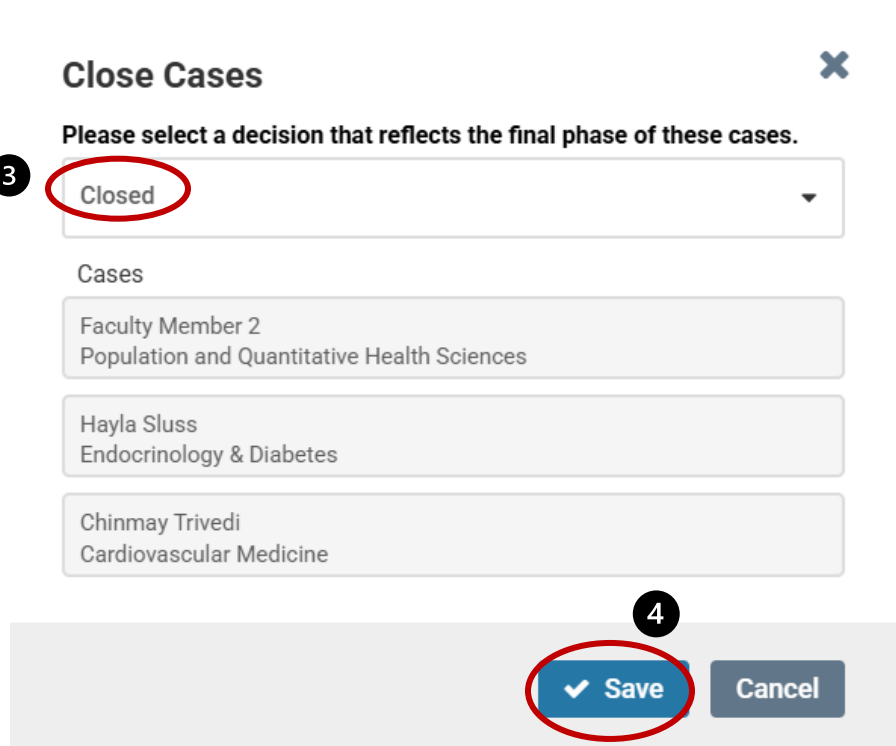 Close Cases
Please select a decision that reflects the final phase of these cases.
3
Closed
Cases
Faculty Member 2
Population and Quantitative Health Sciences
Hayla Sluss
Endocrinology & Diabetes
Chinmay Trivedi
Cardiovascular Medicine
4
Save
Cancel